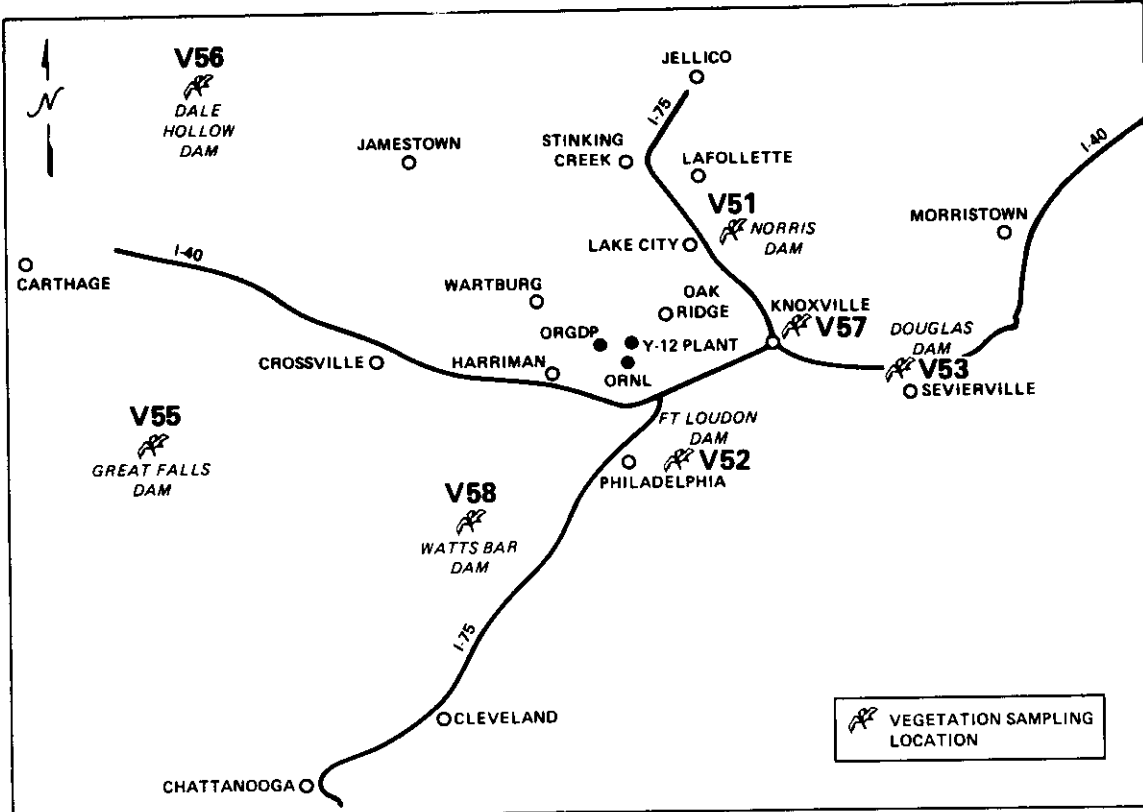 V56
DALE
HOLLOW
DAM
N
JELLICO
I-75
JAMESTOWN
STINKING
CREEK
LAFOLLETTE
I-40
V51
NORRIS
DAM
MORRISTOWN
LAKE CITY
I-40
CARTHAGE
WARTBURG
OAK
RIDGE
KNOXVILLE
V57
DOUGLAS
DAM
V53
SEVIERVILLE
ORGDP
Y-12 PLANT
ORNL
CROSSVILLE
HARRIMAN
V55
GREAT FALLS
DAM
FT LOUDON
DAM
V52
PHILADELPHIA
V58
WATTS BAR
DAM
I-75
CLEVELAND
CHATTANOOGA
VEGETATION SAMPLING
LOCATION